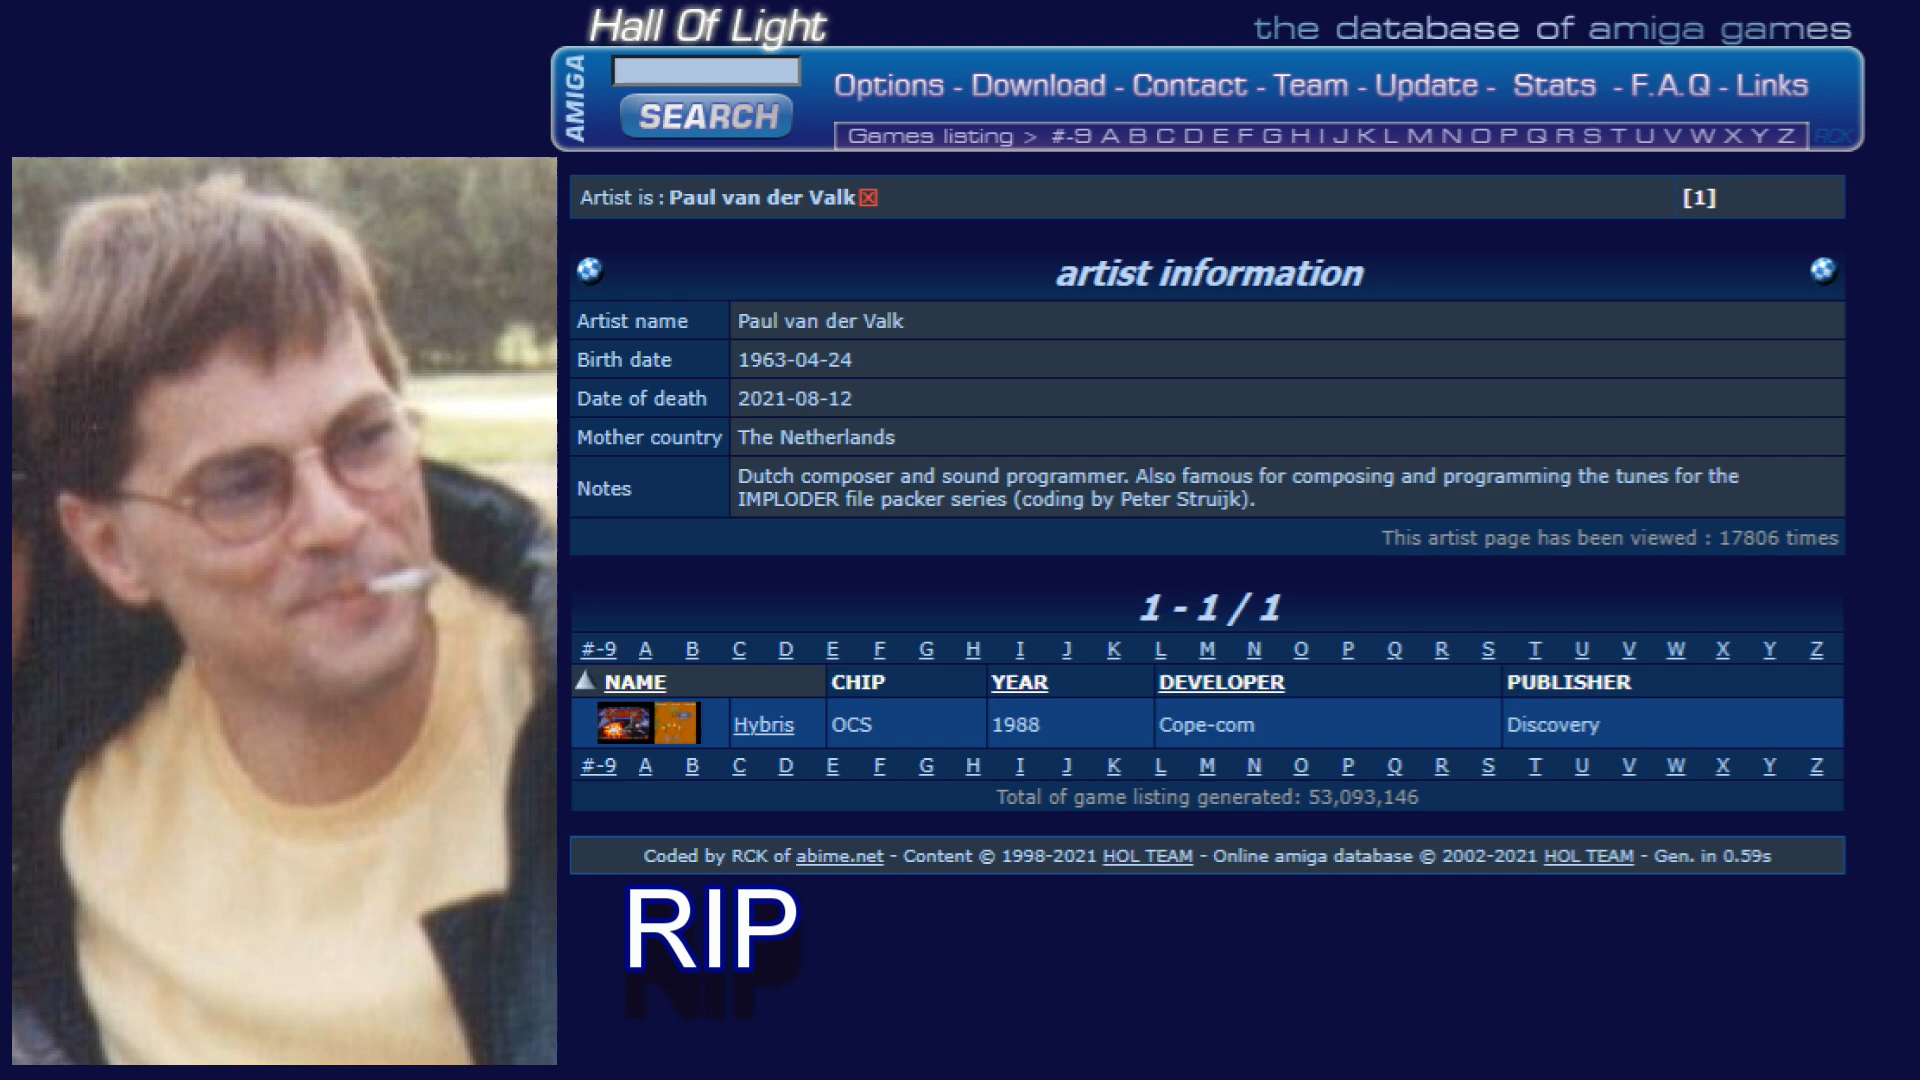 Hall Of Light
the database of amiga games
AMIGA
SEARCH
Options - Download - Contact - Team - Update - Stats - F.A.Q - Links
Games listing > #-9 A B C D E F G H I J K L M N O P Q R S T U V W X Y Z RCK
Artist is : Paul van der Valk [1]
artist information
Artist name Paul van der Valk
Birth date 1963-04-24
Date of death 2021-08-12
Mother country The Netherlands
Notes Dutch composer and sound programmer. Also famous for composing and programming the tunes for the
IMPLODER file packer series (coding by Peter Struijk).
This artist page has been viewed : 17806 times
1 - 1 / 1
#-9 A B C D E F G H I J K L M N O P Q R S T U V W X Y Z
NAME CHIP YEAR DEVELOPER PUBLISHER
Hybris OCS 1988 Cope-com Discovery
#-9 A B C D E F G H I J K L M N O P Q R S T U V W X Y Z
Total of game listing generated: 53,093,146
Coded by RCK of abime.net - Content © 1998-2021 HOL TEAM - Online amiga database © 2002-2021 HOL TEAM - Gen. in 0.59s
RIP